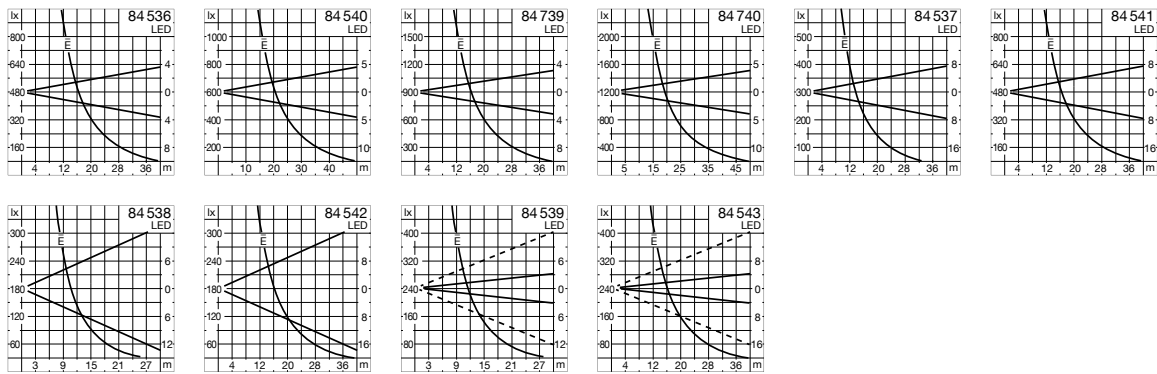 lx 84 536
LED
800 E̅
640 4
480 0
320 4
160 8
4 12 20 28 36 m
lx 84 540
LED
1000 E̅
800 5
600 0
400 5
200 10
10 20 30 40 m
lx 84 739
LED
1500 E̅
1200 4
900 0
600 4
300 8
4 12 20 28 36 m
lx 84 740
LED
2000 E̅
1600 5
1200 0
800 5
400 10
5 15 25 35 45 m
lx 84 537
LED
500 E̅
400 8
300 0
200 8
100 16
4 12 20 28 36 m
lx 84 541
LED
800 E̅
640 8
480 0
320 8
160 16
4 12 20 28 36 m
lx 84 538
LED
300 E̅
240 6
180 0
120 6
60 12
3 9 15 21 27 m
lx 84 542
LED
300 E̅
240 8
180 0
120 8
60 16
4 12 20 28 36 m
lx 84 539
LED
400 E̅
320 6
240 0
160 6
80 12
3 9 15 21 27 m
lx 84 543
LED
400 E̅
320 8
240 0
160 8
80 16
4 12 20 28 36 m